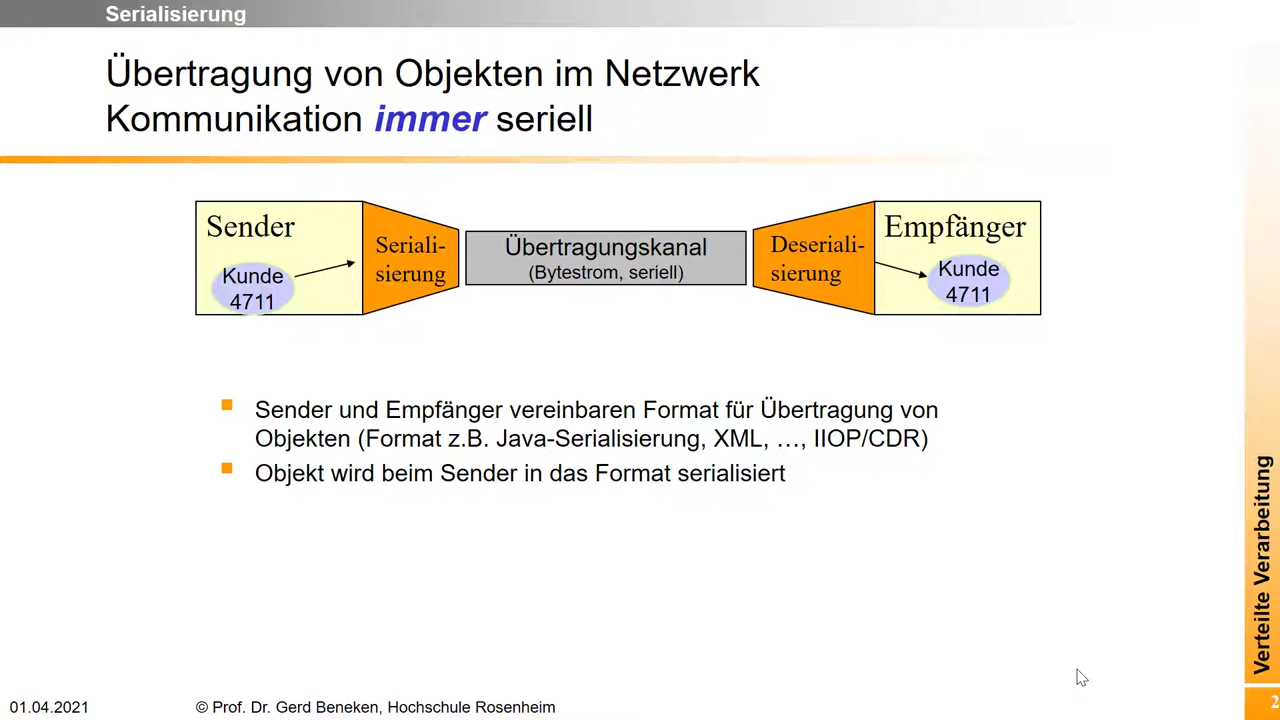 Serialisierung
Übertragung von Objekten im Netzwerk
Kommunikation immer seriell
Sender
Kunde
4711
Seriali-
sierung
Übertragungskanal
(Bytestrom, seriell)
Deseriali-
sierung
Empfänger
Kunde
4711
Sender und Empfänger vereinbaren Format für Übertragung von
Objekten (Format z.B. Java-Serialisierung, XML, …, IIOP/CDR)
Objekt wird beim Sender in das Format serialisiert
Verteilte Verarbeitung
01.04.2021
© Prof. Dr. Gerd Beneken, Hochschule Rosenheim
2